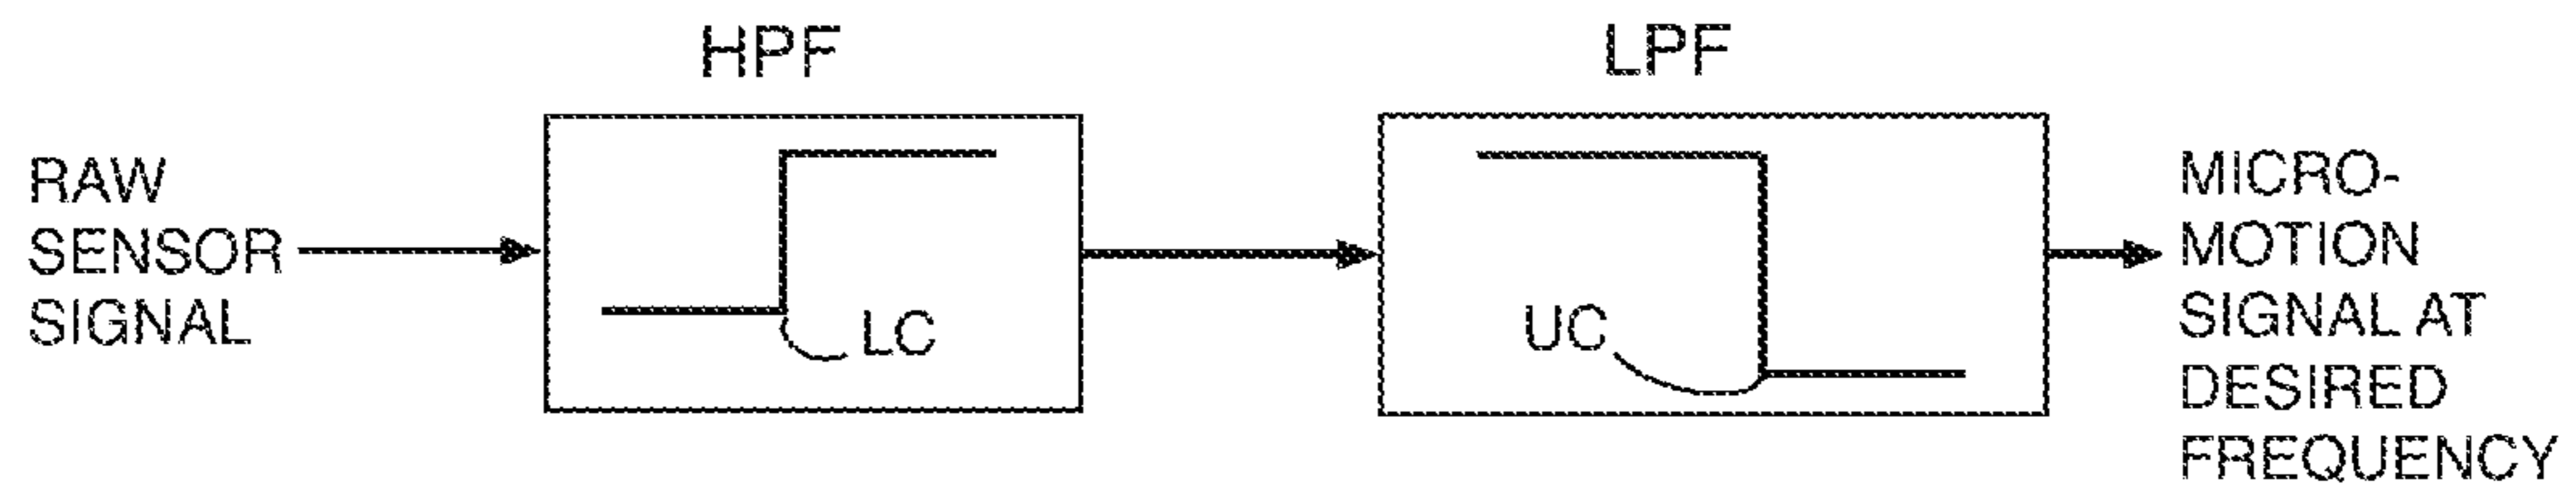 HPF
LPF
RAW
SENSOR
SIGNAL
LC
UC
MICRO-
MOTION
SIGNAL AT
DESIRED
FREQUENCY